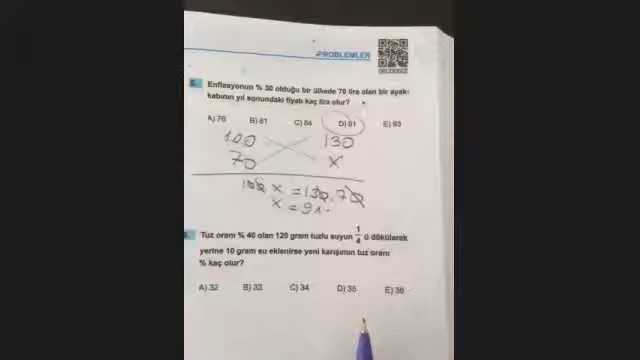 PROBLEMLER
5. Enflasyonun % 30 olduğu bir ülkede 70 lira olan bir ayak-
kabının yıl sonundaki fiyatı kaç lira olur?
A) 76 B) 81 C) 84 D) 91 E) 93
100 130
70 x
100 x = 130.70
x = 91.
6. Tuz oranı % 40 olan 120 gram tuzlu suyun 1/4 ü dökülerek
yerine 10 gram su eklenirse yeni karışımın tuz oranı
% kaç olur?
A) 32 B) 33 C) 34 D) 35 E) 36